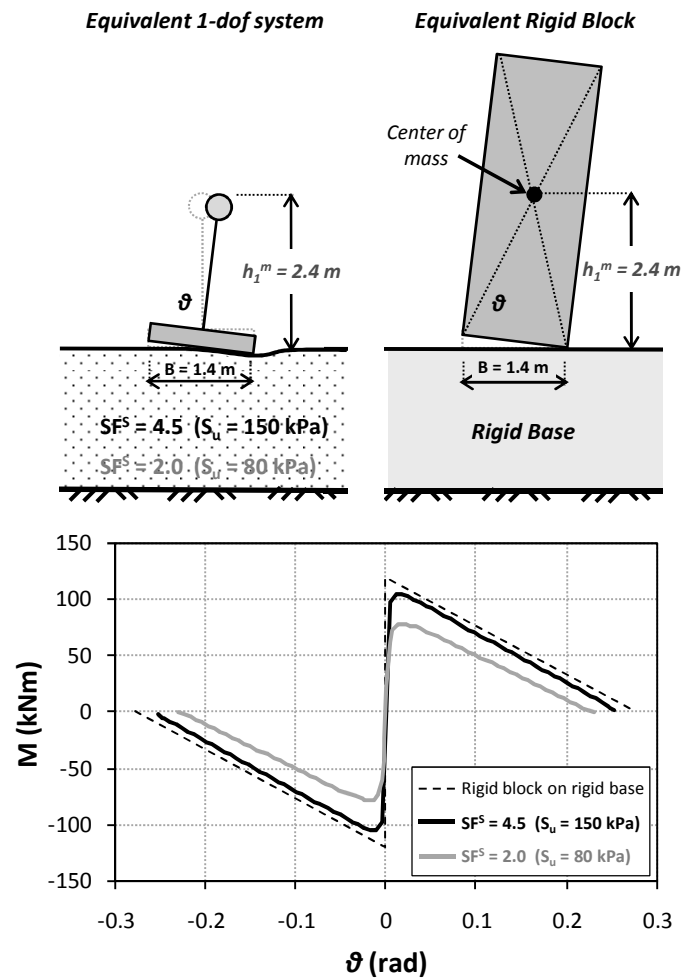 Equivalent 1-dof system
Equivalent Rigid Block
Center of
mass
h₁ᵐ = 2.4 m
h₁ᵐ = 2.4 m
ϑ
ϑ
B = 1.4 m
B = 1.4 m
SFˢ = 4.5 (Sᵤ = 150 kPa)
SFˢ = 2.0 (Sᵤ = 80 kPa)
Rigid Base
150
100
50
0
-50
-100
-150
M (kNm)
Rigid block on rigid base
SFˢ = 4.5 (Sᵤ = 150 kPa)
SFˢ = 2.0 (Sᵤ = 80 kPa)
-0.3 -0.2 -0.1 0 0.1 0.2 0.3
ϑ (rad)